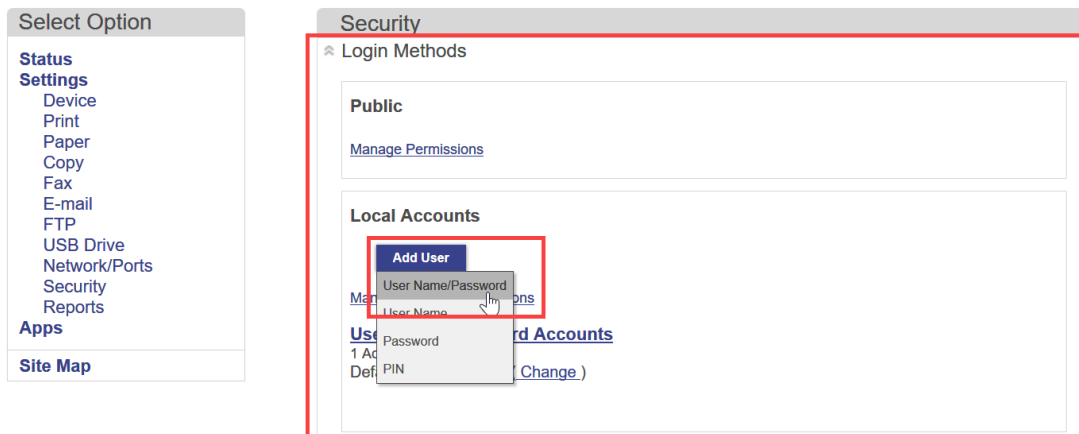 Select Option
Status
Settings
Device
Print
Paper
Copy
Fax
E-mail
FTP
USB Drive
Network/Ports
Security
Reports
Apps
Site Map
Security
Login Methods
Public
Manage Permissions
Local Accounts
Add User
User Name/Password
User Name
Password
PIN
Accounts
1
( Change )